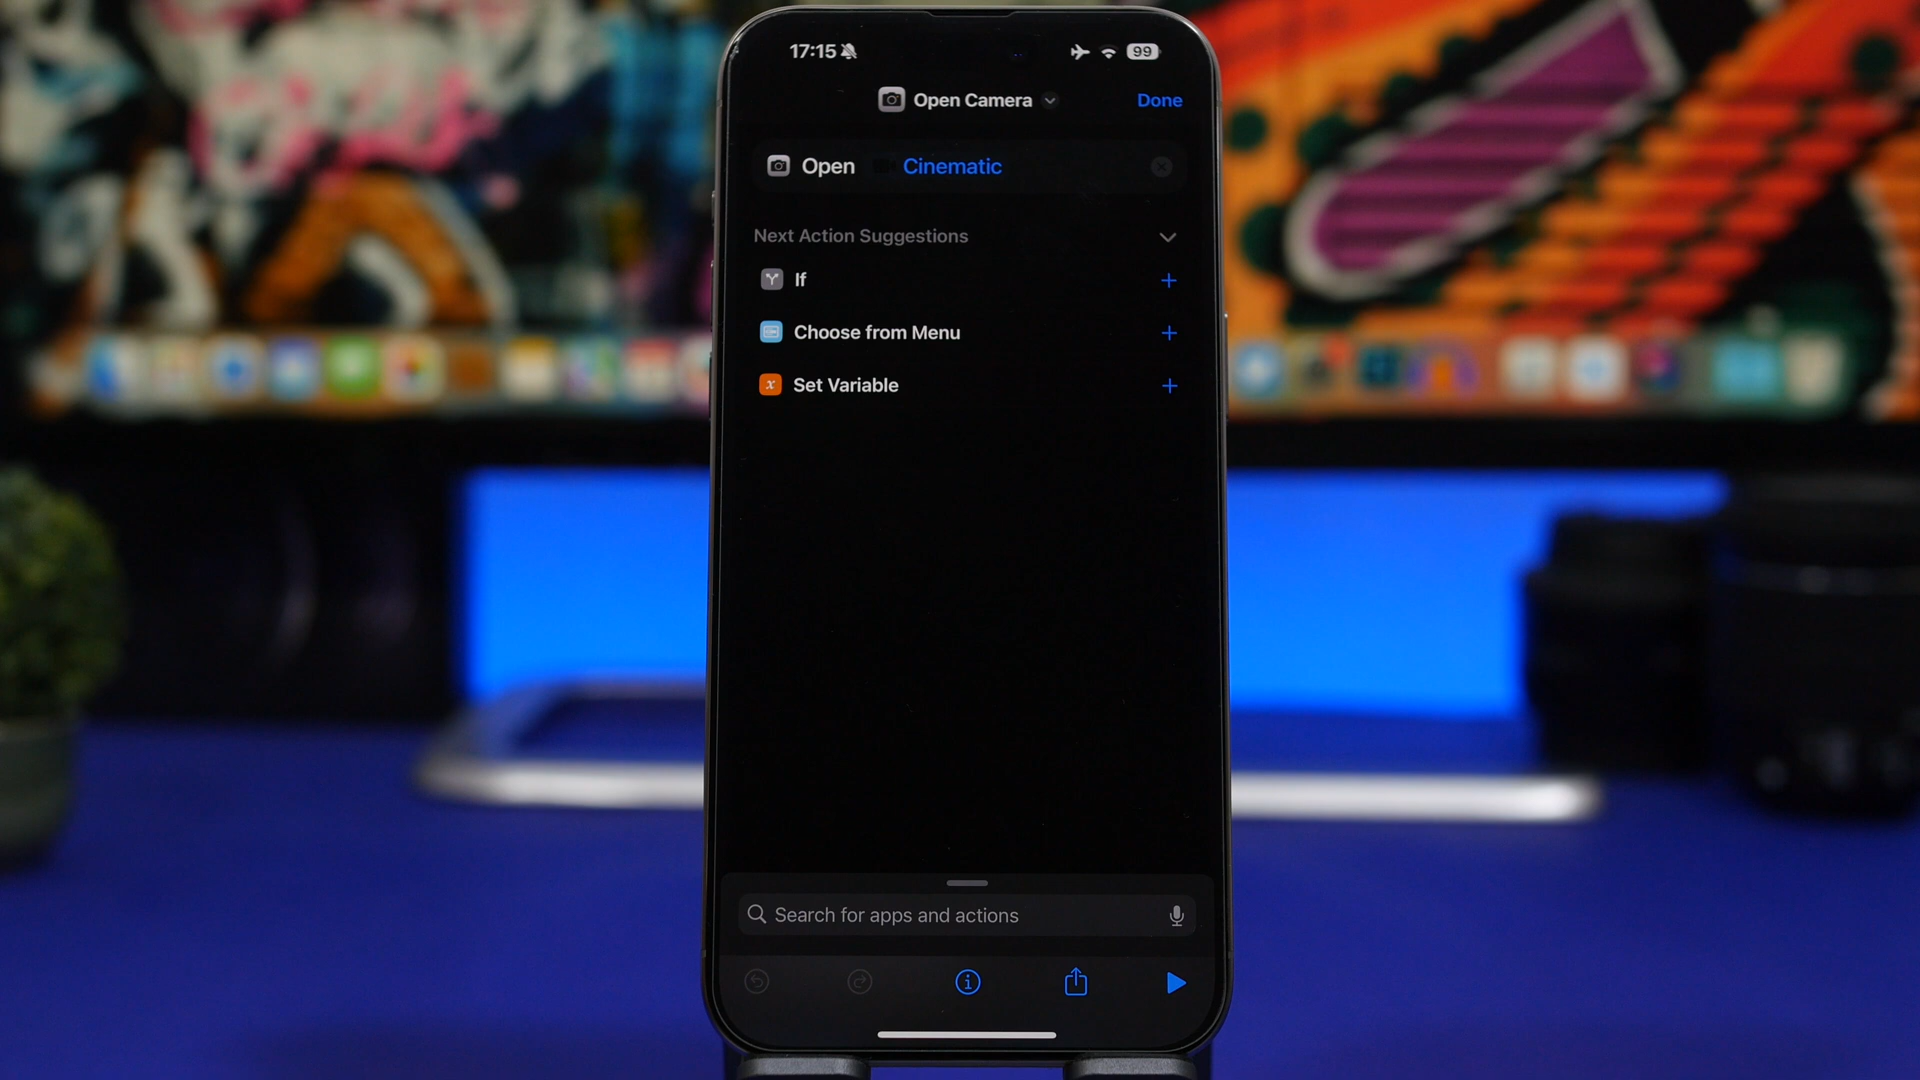 17:15 99
Open Camera Done
Open Cinematic
Next Action Suggestions
If
Choose from Menu
x Set Variable
Search for apps and actions